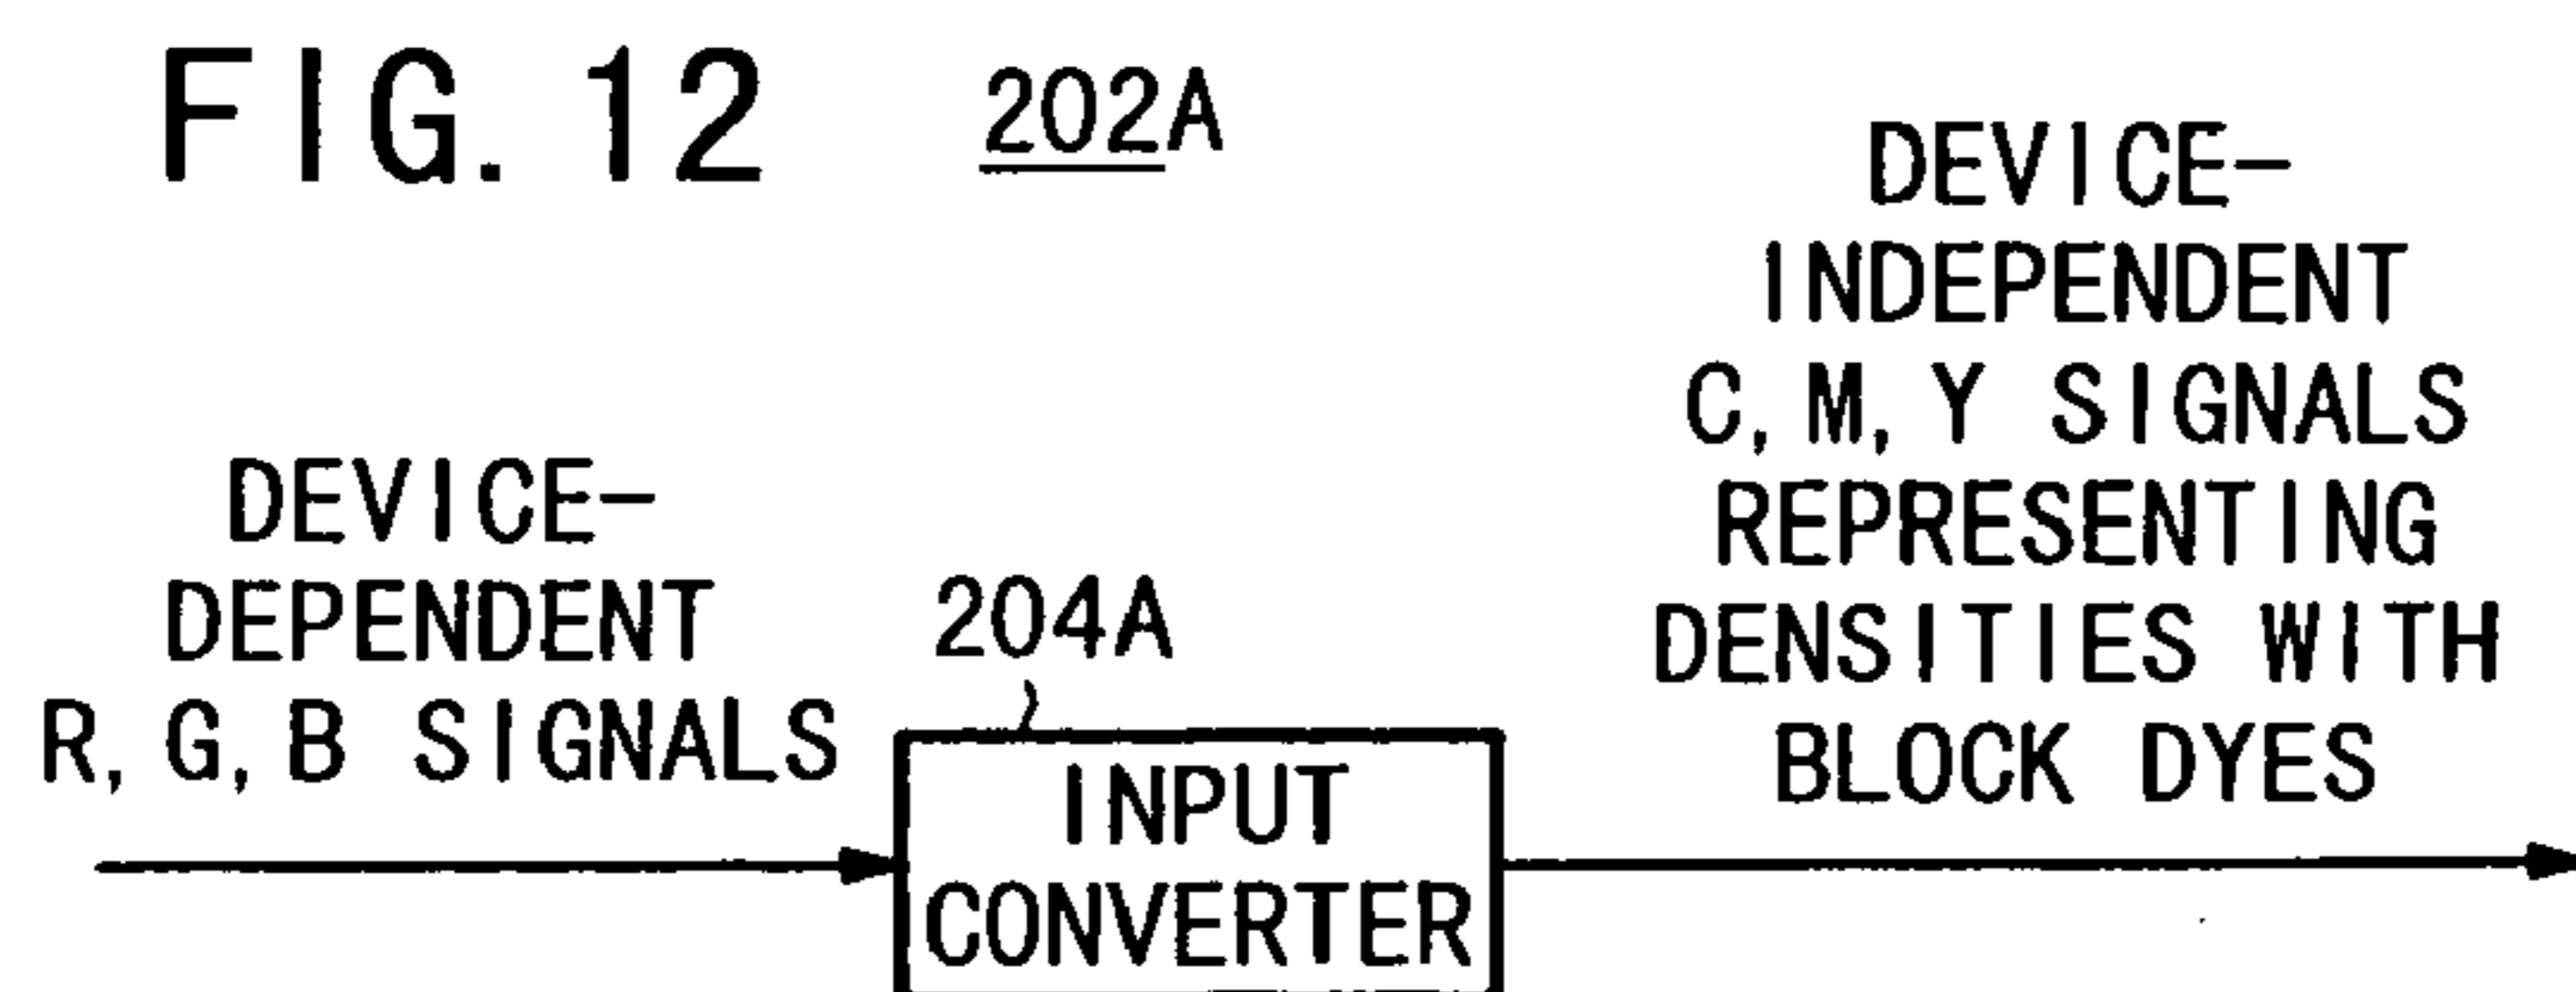 FIG. 12
202A
DEVICE-
DEPENDENT
R, G, B SIGNALS
204A
INPUT
CONVERTER
DEVICE-
INDEPENDENT
C, M, Y SIGNALS
REPRESENTING
DENSITIES WITH
BLOCK DYES